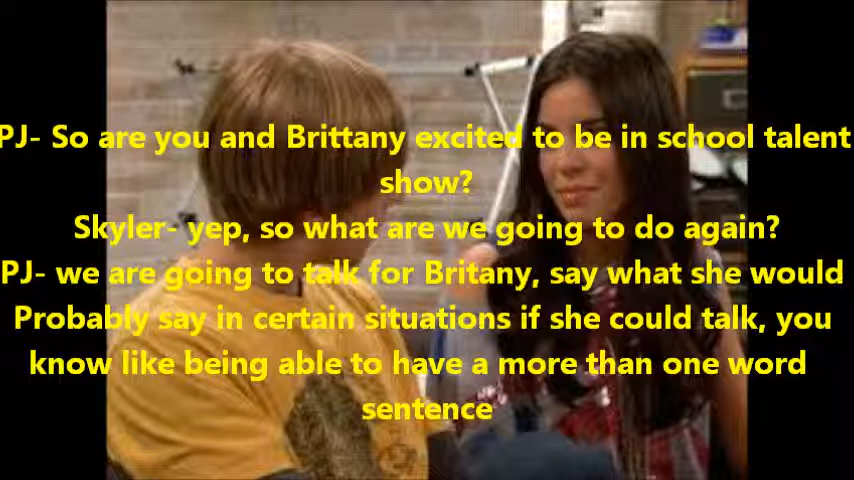 PJ- So are you and Brittany excited to be in school talent
show?
Skyler- yep, so what are we going to do again?
PJ- we are going to talk for Britany, say what she would
Probably say in certain situations if she could talk, you
know like being able to have a more than one word
sentence